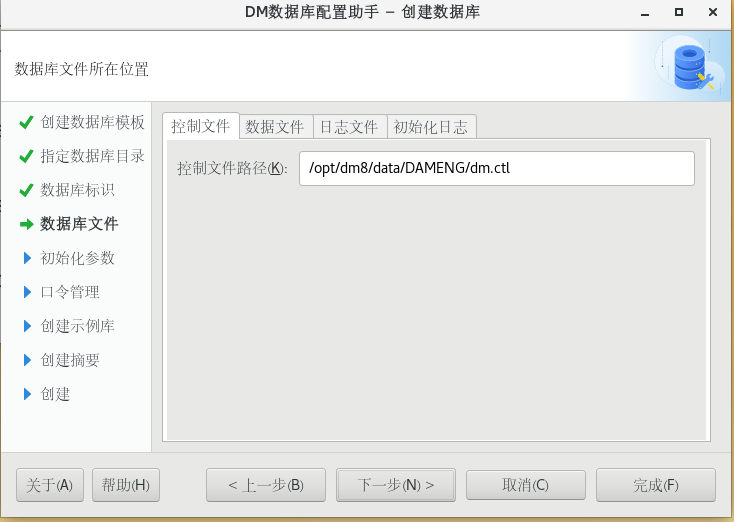 DM数据库配置助手 – 创建数据库
数据库文件所在位置
创建数据库模板
指定数据库目录
数据库标识
数据库文件
初始化参数
口令管理
创建示例库
创建摘要
创建
控制文件 数据文件 日志文件 初始化日志
控制文件路径(K): /opt/dm8/data/DAMENG/dm.ctl
关于(A) 帮助(H) < 上一步(B) 下一步(N) > 取消(C) 完成(F)